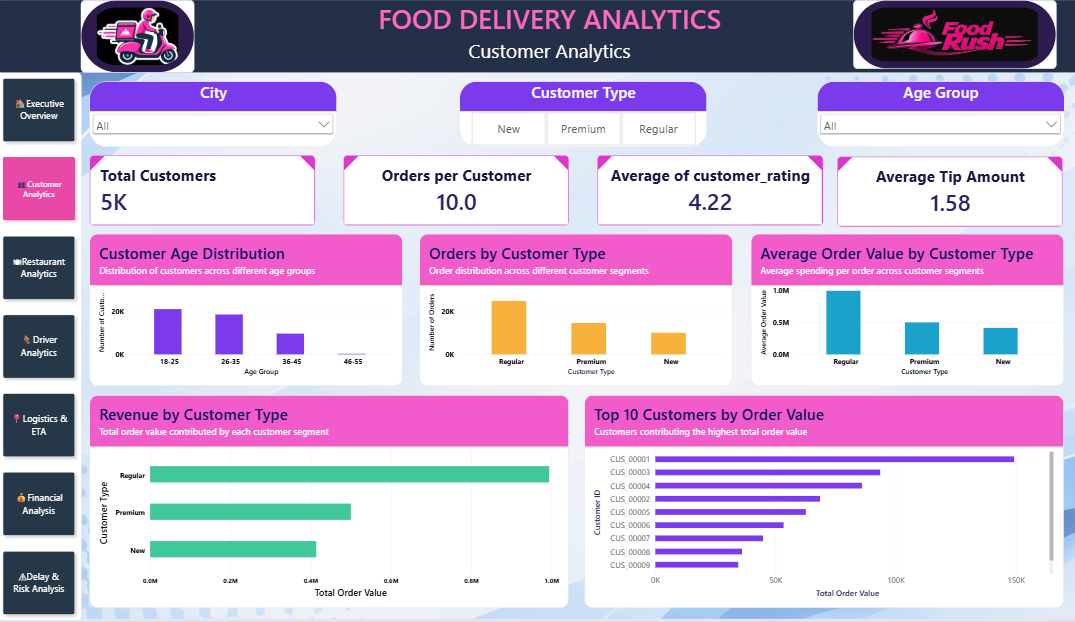 FOOD DELIVERY ANALYTICS
Customer Analytics
Food
Rush
Executive
Overview
Customer
Analytics
Restaurant
Analytics
Driver
Analytics
Logistics &
ETA
Financial
Analysis
Delay &
Risk Analysis
City
All
Customer Type
New
Premium
Regular
Age Group
All
Total Customers
5K
Orders per Customer
10.0
Average of customer_rating
4.22
Average Tip Amount
1.58
Customer Age Distribution
Distribution of customers across different age groups
Number of Custo...
20K
0K
18-25
26-35
36-45
46-55
Age Group
Orders by Customer Type
Order distribution across different customer segments
Number of Orders
20K
0K
Regular
Premium
New
Customer Type
Average Order Value by Customer Type
Average spending per order across customer segments
Average Order Value
1.0M
0.5M
0.0M
Regular
Premium
New
Customer Type
Revenue by Customer Type
Total order value contributed by each customer segment
Customer Type
Regular
Premium
New
0.0M
0.2M
0.4M
0.6M
0.8M
1.0M
Total Order Value
Top 10 Customers by Order Value
Customers contributing the highest total order value
Customer ID
CUS_00001
CUS_00003
CUS_00004
CUS_00002
CUS_00005
CUS_00006
CUS_00007
CUS_00008
CUS_00009
0K
50K
100K
150K
Total Order Value